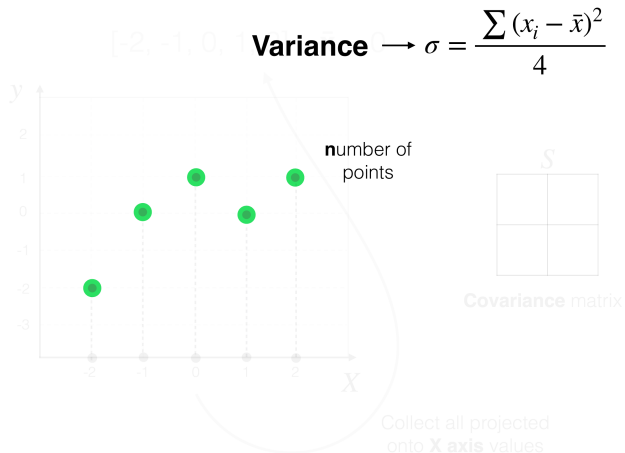 [-2, -1, 0, 1
Variance → σ = ∑ (xᵢ − x̄)² / 4
y
number of
points
2
1
0
-1
-2
-3
S
Covariance matrix
-2 -1 0 1 2
X
Collect all projected
onto X axis values